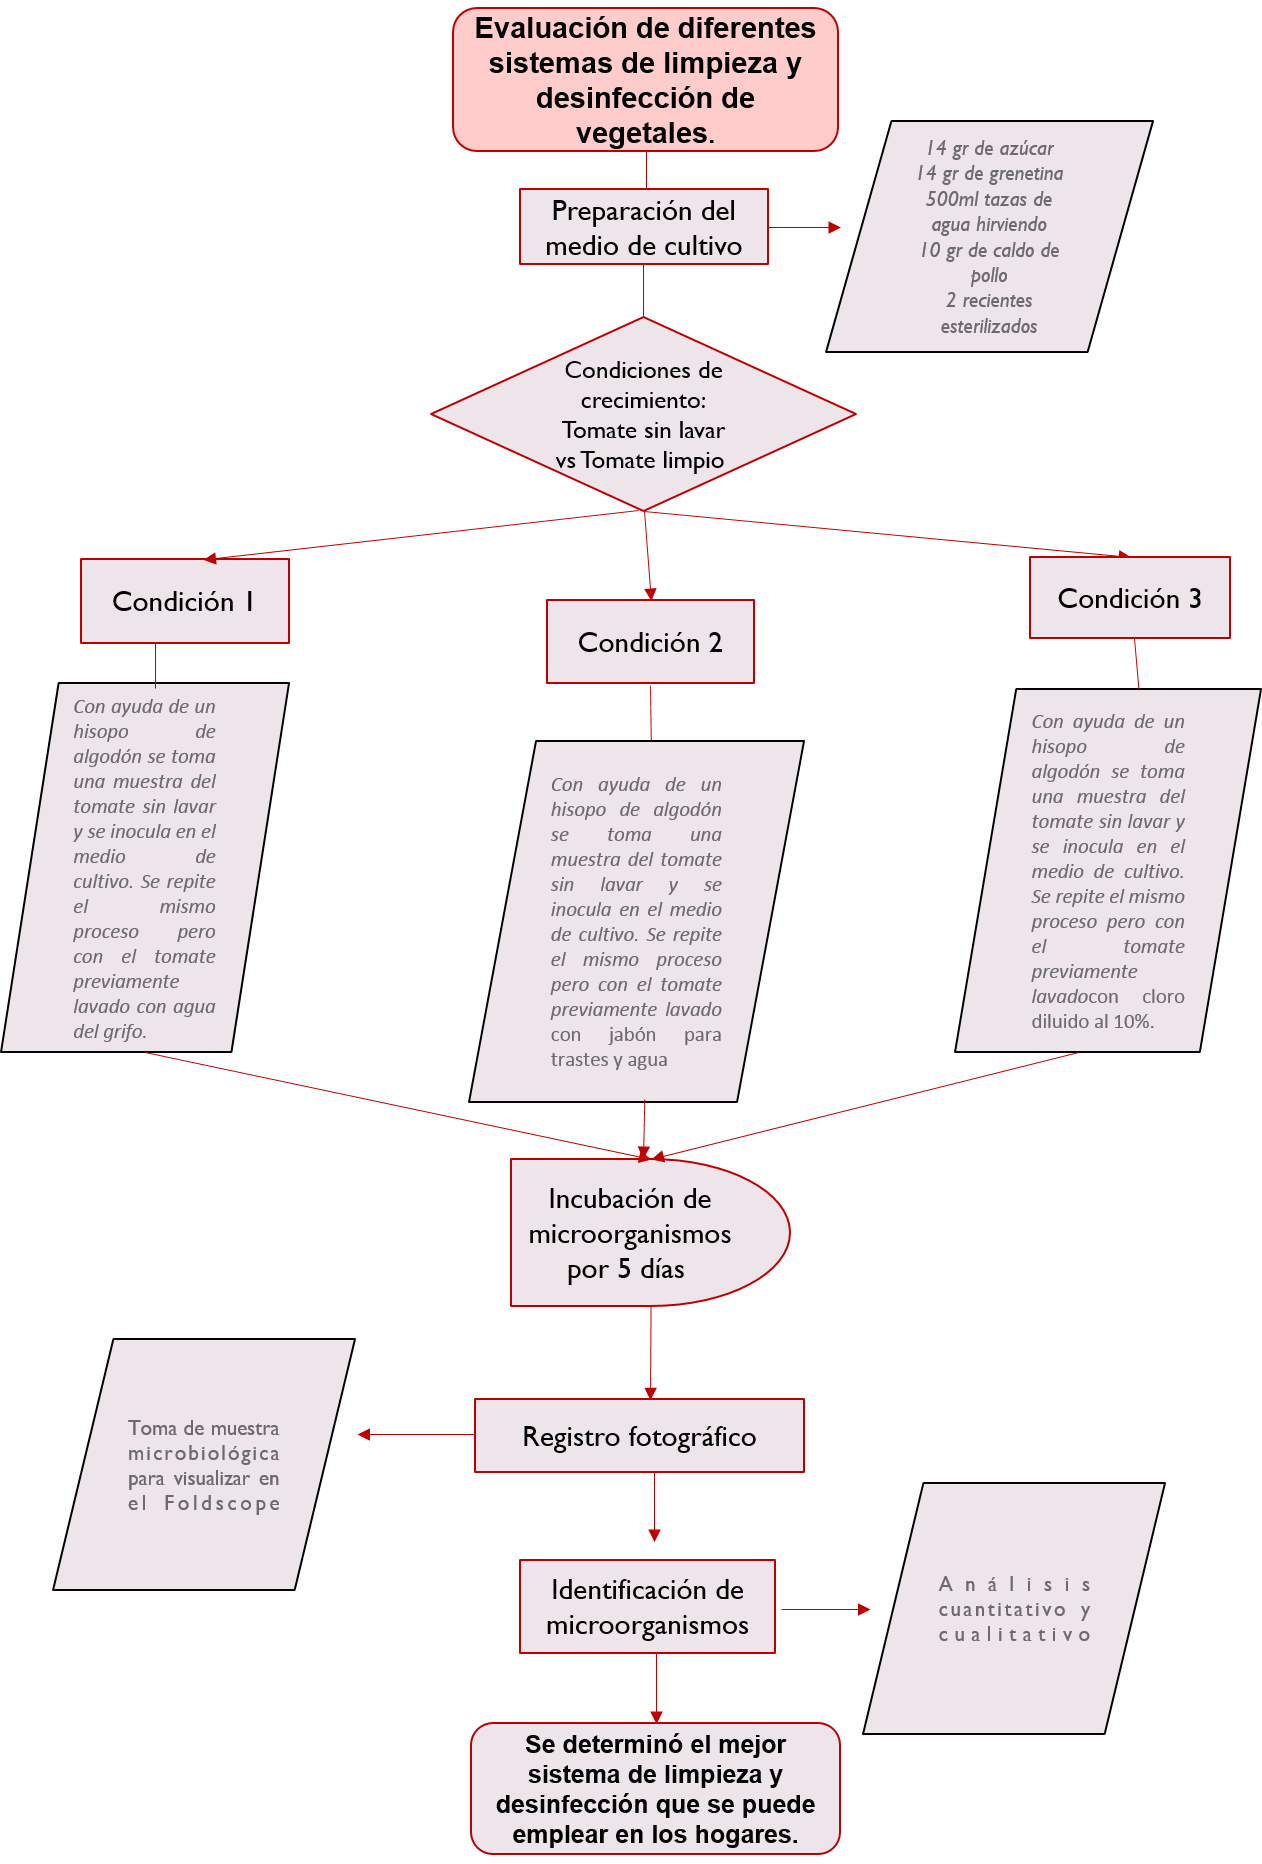 Evaluación de diferentes
sistemas de limpieza y
desinfección de
vegetales.
Preparación del
medio de cultivo
14 gr de azúcar
14 gr de grenetina
500ml tazas de
agua hirviendo
10 gr de caldo de
pollo
2 recientes
esterilizados
Condiciones de
crecimiento:
Tomate sin lavar
vs Tomate limpio
Condición 1
Condición 2
Condición 3
Con ayuda de un
hisopo de
algodón se toma
una muestra del
tomate sin lavar
y se inocula en el
medio de
cultivo. Se repite
el mismo
proceso pero
con el tomate
previamente
lavado con agua
del grifo.
Con ayuda de un
hisopo de algodón
se toma una
muestra del tomate
sin lavar y se
inocula en el medio
de cultivo. Se repite
el mismo proceso
pero con el tomate
previamente lavado
con jabón para
trastes y agua
Con ayuda de un
hisopo de
algodón se toma
una muestra del
tomate sin lavar y
se inocula en el
medio de cultivo.
Se repite el mismo
proceso pero con
el tomate
previamente
lavadocon cloro
diluido al 10%.
Incubación de
microorganismos
por 5 días
Registro fotográfico
Toma de muestra
microbiológica
para visualizar en
el Foldscope
Identificación de
microorganismos
Análisis
cuantitativo y
cualitativo
Se determinó el mejor
sistema de limpieza y
desinfección que se puede
emplear en los hogares.